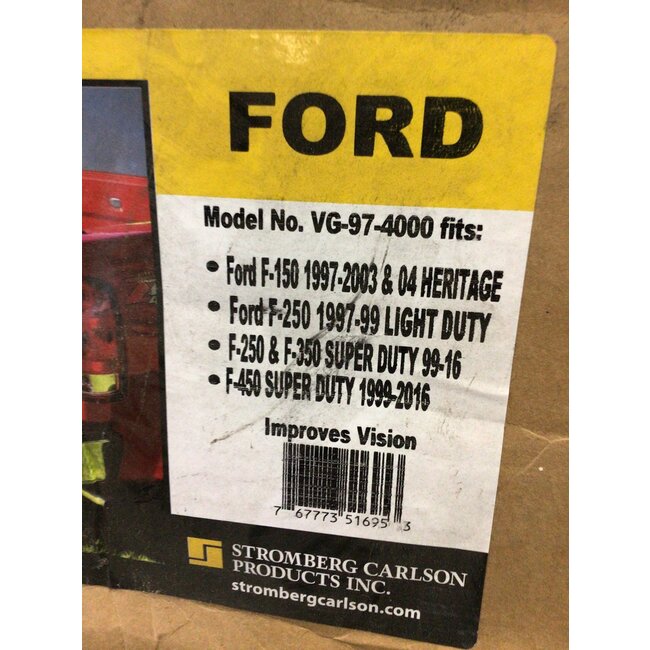 FORD
Model No. VG-97-4000 fits:
• Ford F-150 1997-2003 & 04 HERITAGE
• Ford F-250 1997-99 LIGHT DUTY
• F-250 & F-350 SUPER DUTY 99-16
• F-450 SUPER DUTY 1999-2016
Improves Vision
7 67773 51695 3
STROMBERG CARLSON
PRODUCTS INC.
strombergcarlson.com